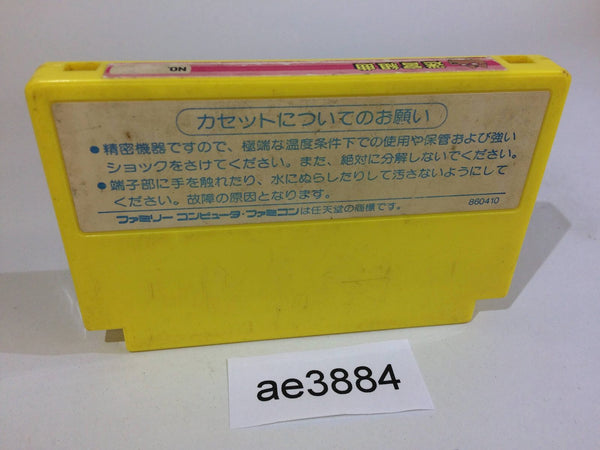 NO.
迷宮組曲
カセットについてのお願い
●精密機器ですので、極端な温度条件下での使用や保管および強い
ショックをさけてください。また、絶対に分解しないでください。
●端子部に手を触れたり、水にぬらしたりして汚さないようにして
ください。故障の原因となります。
ファミリー コンピュータ・ファミコンは任天堂の商標です。
860410
ae3884